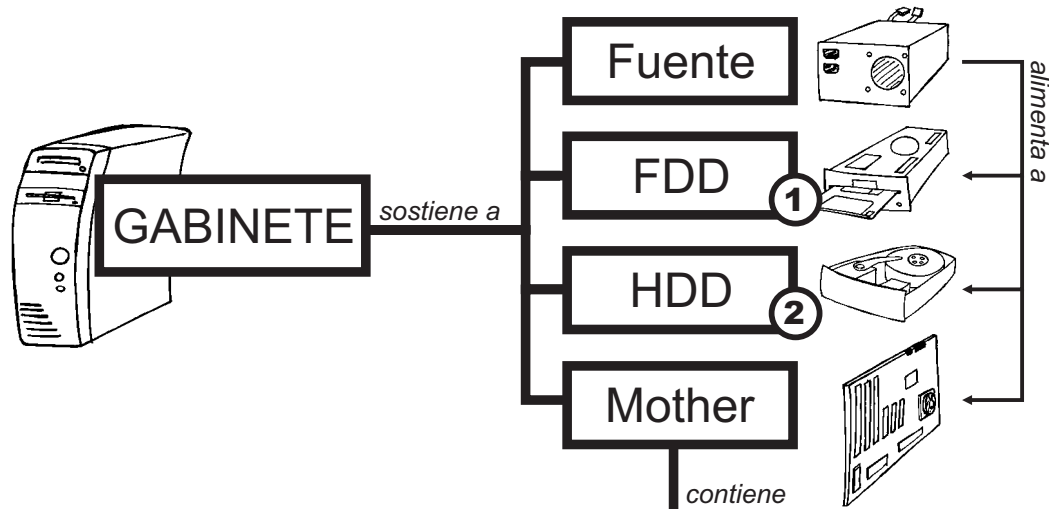 Fuente
alimenta a
FDD
1
GABINETE
sostiene a
HDD
2
Mother
contiene